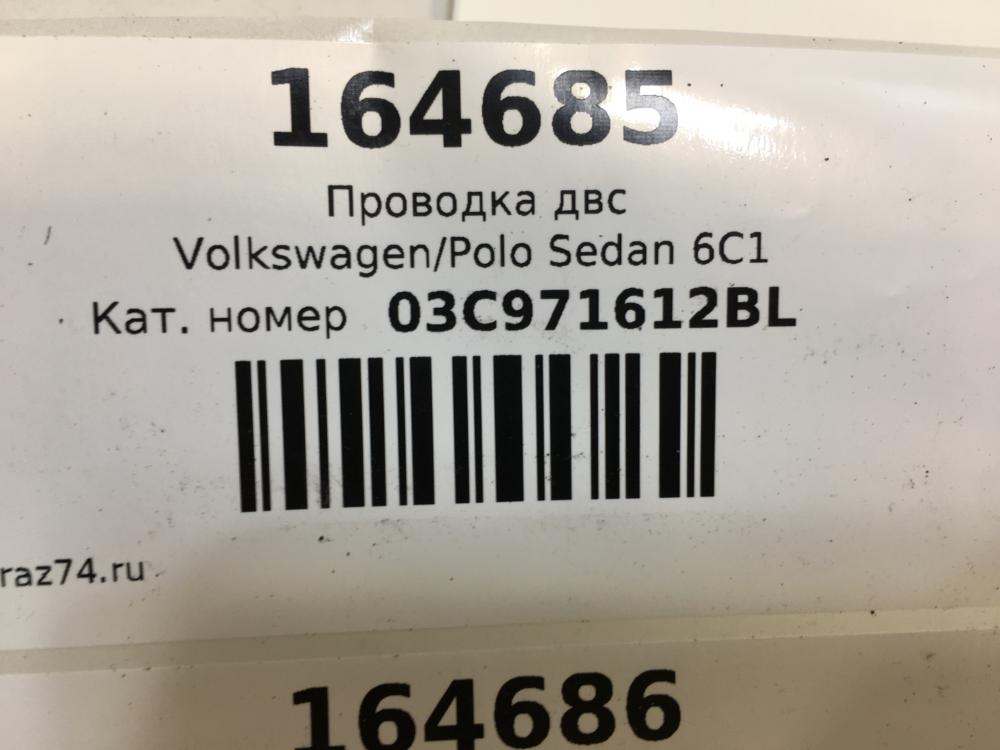 164685
Проводка двс
Volkswagen/Polo Sedan 6C1
Кат. номер 03C971612BL
raz74.ru
164686